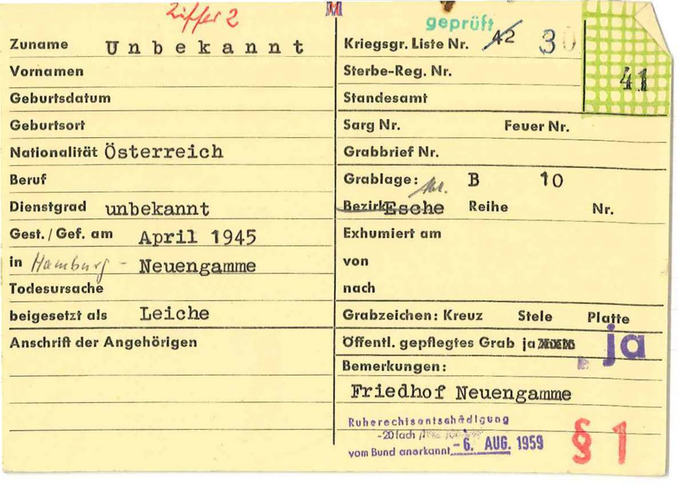 Ziffer 2
Zuname Unbekannt
Vornamen
Geburtsdatum
Geburtsort
Nationalität Österreich
Beruf
Dienstgrad unbekannt
Gest./Gef. am April 1945
in Hamburg - Neuengamme
Todesursache
beigesetzt als Leiche
Anschrift der Angehörigen
geprüft
Kriegsgr. Liste Nr. 42 30
41
Sterbe-Reg. Nr.
Standesamt
Sarg Nr. Feuer Nr.
Grabbrief Nr.
Grablage: B 10
Bezirk Esche Reihe Nr.
Exhumiert am
von
nach
Grabzeichen: Kreuz Stele Platte
Öffentl. gepflegtes Grab ja ja
Bemerkungen:
Friedhof Neuengamme
Ruherechtsentschädigung
-20fach
vom Bund anerkannt -6. AUG. 1959
§ 1